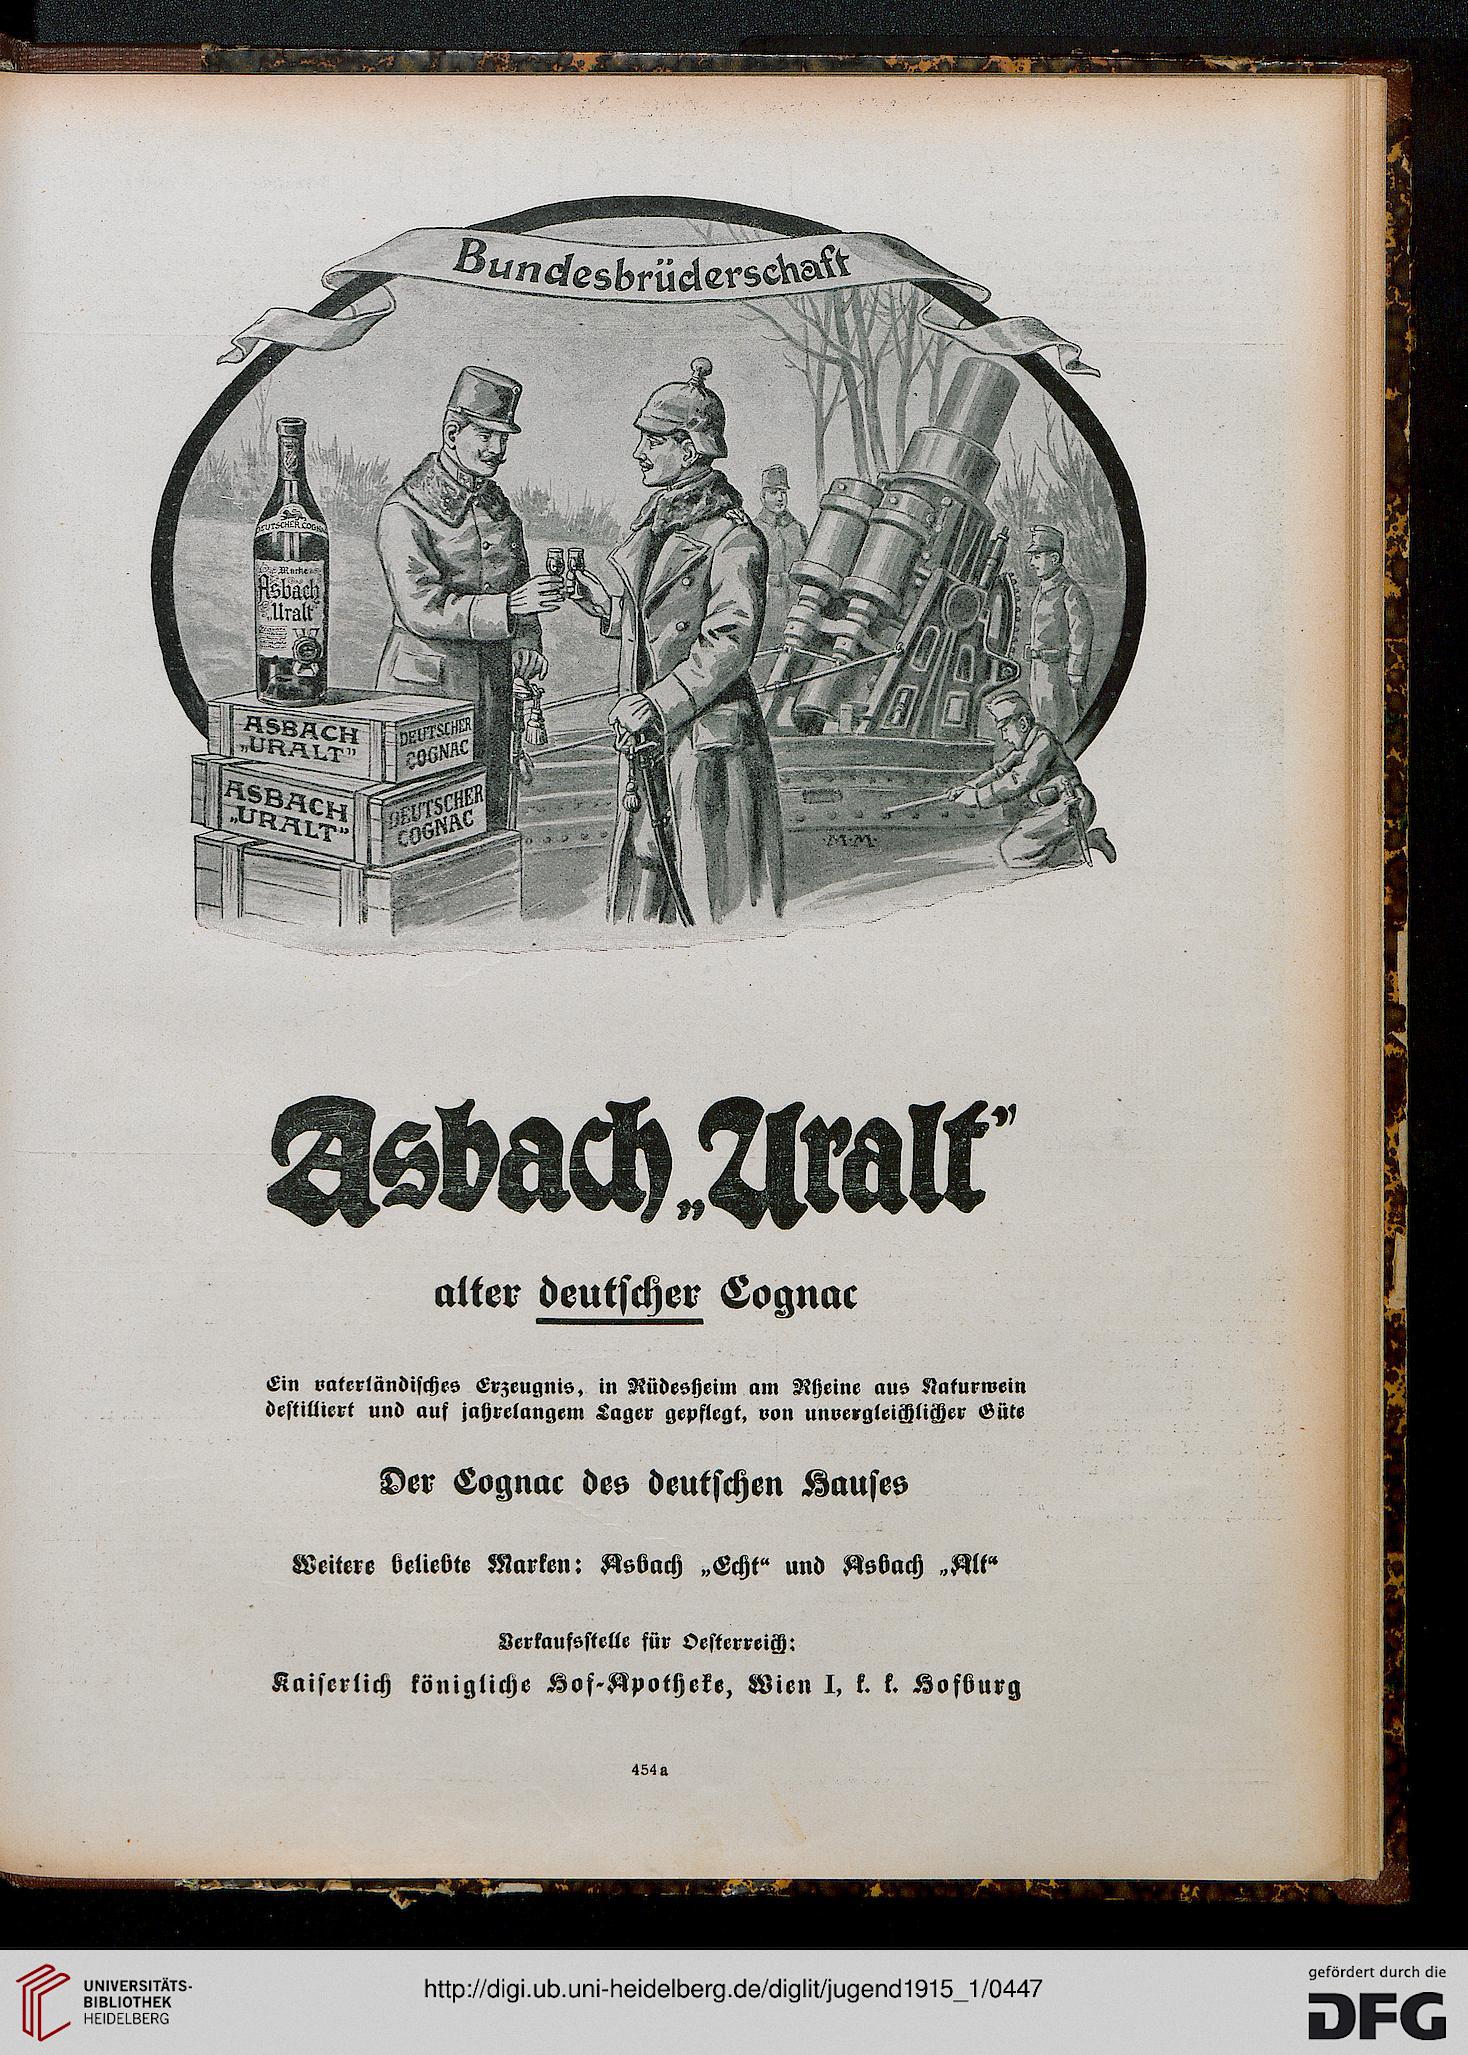 Bundesbrüderschaft
DEUTSCHER COGNAC
Marke
Asbach
„Uralt“
ASBACH
„URALT”
DEUTSCHER
COGNAC
ASBACH
„URALT”
DEUTSCHER
COGNAC
·M·M·
Asbach „Uralt”
alter deutscher Cognac
Ein vaterländisches Erzeugnis, in Rüdesheim am Rheine aus Naturwein
destilliert und auf jahrelangem Lager gepflegt, von unvergleichlicher Güte
Der Cognac des deutschen Hauses
Weitere beliebte Marken: Asbach „Echt“ und Asbach „Alt“
Verkaufsstelle für Oesterreich:
Kaiserlich königliche Hof-Apotheke, Wien I, k. k. Hofburg
454a
UNIVERSITÄTS-
BIBLIOTHEK
HEIDELBERG
http://digi.ub.uni-heidelberg.de/diglit/jugend1915_1/0447
gefördert durch die
DFG